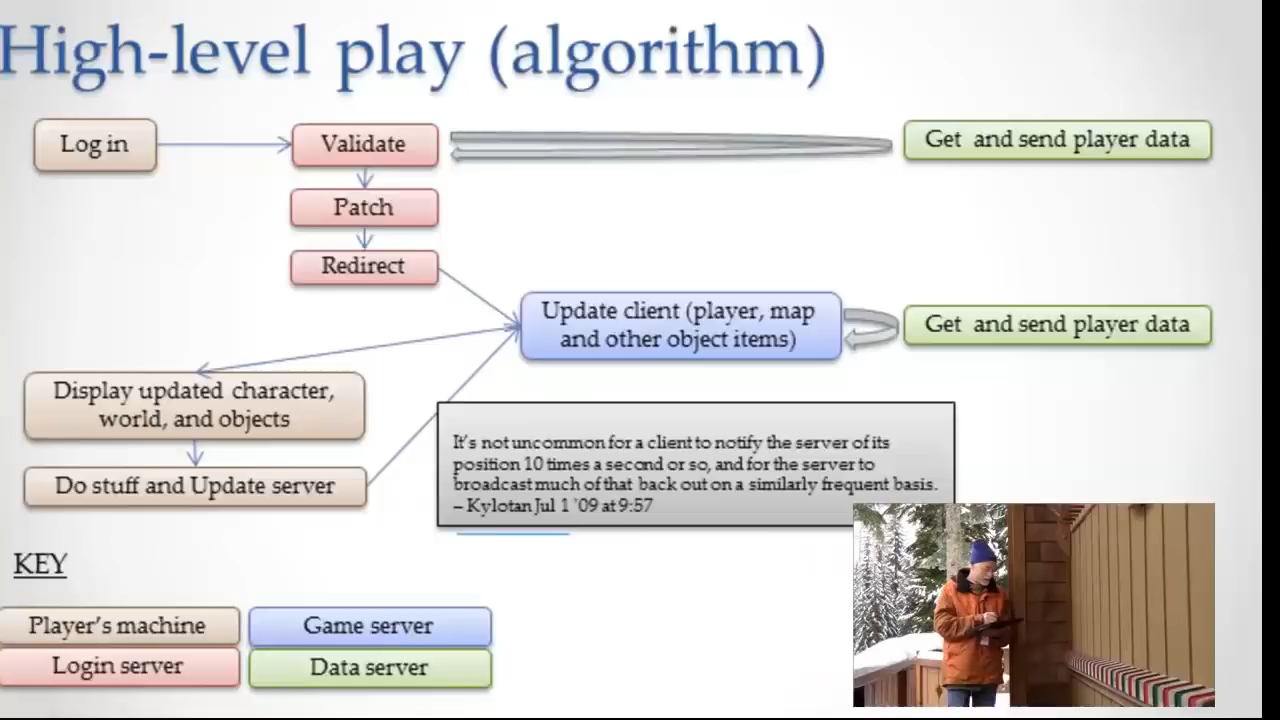 High-level play (algorithm)
Log in
Validate
Get and send player data
Patch
Redirect
Update client (player, map
and other object items)
Get and send player data
Display updated character,
world, and objects
Do stuff and Update server
It's not uncommon for a client to notify the server of its
position 10 times a second or so, and for the server to
broadcast much of that back out on a similarly frequent basis.
– Kylotan Jul 1 '09 at 9:57
KEY
Player's machine
Game server
Login server
Data server